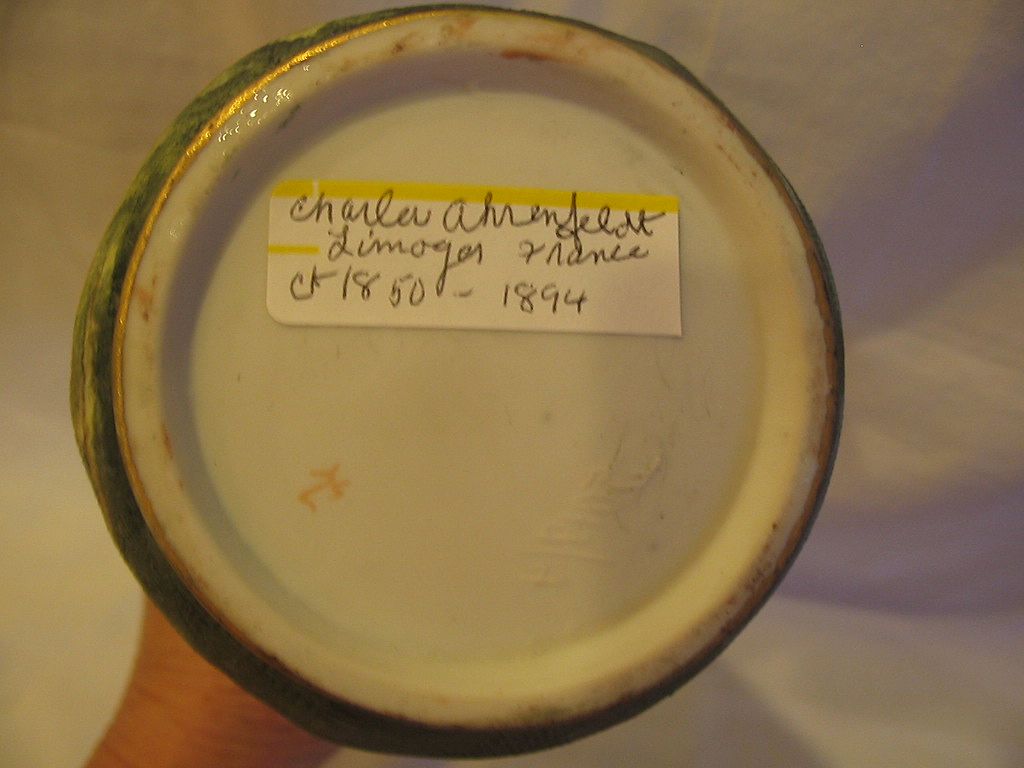 Charles Ahrenfeldt
Limoges France
Ct 1850 - 1894